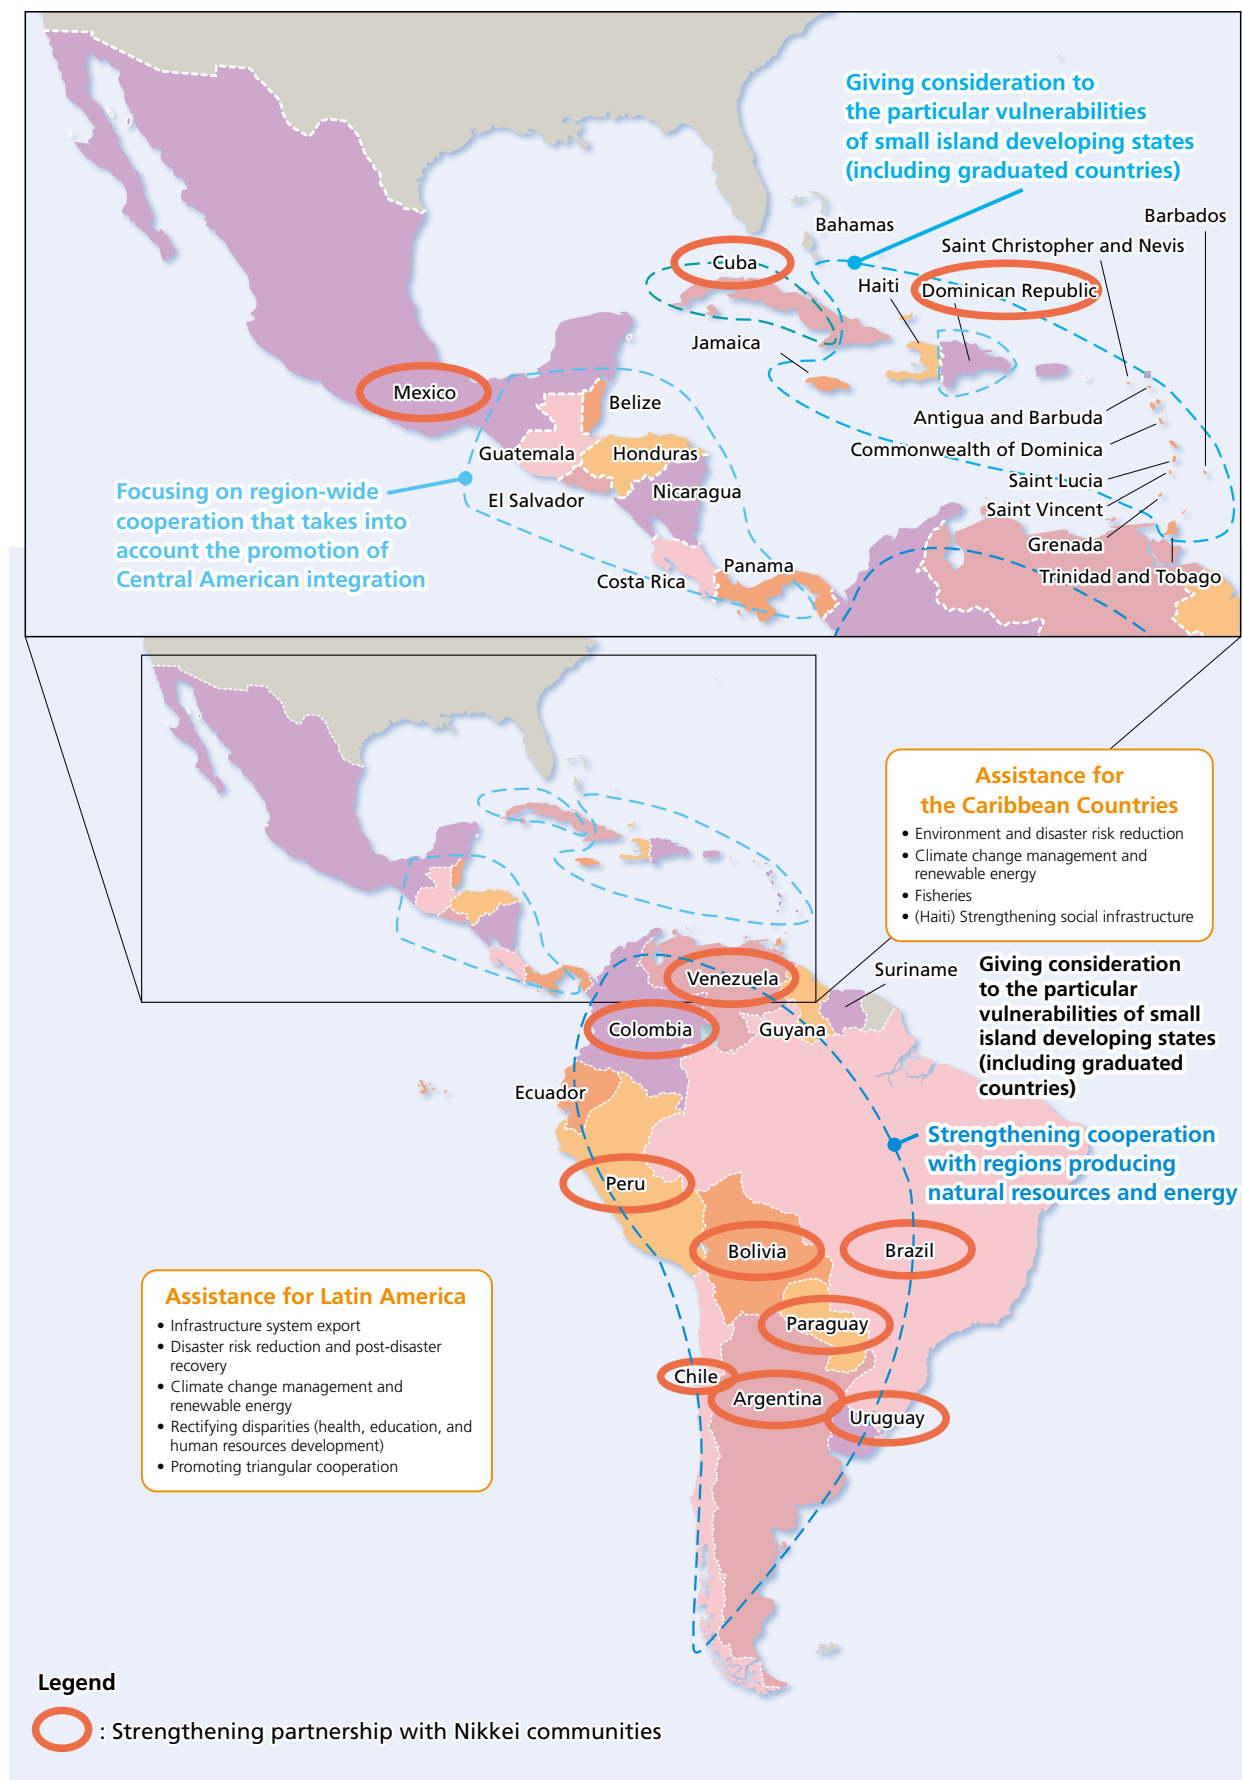 Giving consideration to
the particular vulnerabilities
of small island developing states
(including graduated countries)
Barbados
Bahamas
Saint Christopher and Nevis
Cuba
Haiti
Dominican Republic
Jamaica
Mexico
Belize
Antigua and Barbuda
Guatemala
Honduras
Commonwealth of Dominica
Saint Lucia
Focusing on region-wide
cooperation that takes into
account the promotion of
Central American integration
El Salvador
Nicaragua
Saint Vincent
Grenada
Costa Rica
Panama
Trinidad and Tobago
Assistance for
the Caribbean Countries
• Environment and disaster risk reduction
• Climate change management and
renewable energy
• Fisheries
• (Haiti) Strengthening social infrastructure
Venezuela
Suriname
Giving consideration
to the particular
vulnerabilities of small
island developing states
(including graduated
countries)
Colombia
Guyana
Ecuador
Strengthening cooperation
with regions producing
natural resources and energy
Peru
Bolivia
Brazil
Assistance for Latin America
• Infrastructure system export
• Disaster risk reduction and post-disaster
recovery
• Climate change management and
renewable energy
• Rectifying disparities (health, education, and
human resources development)
• Promoting triangular cooperation
Paraguay
Chile
Argentina
Uruguay
Legend
: Strengthening partnership with Nikkei communities